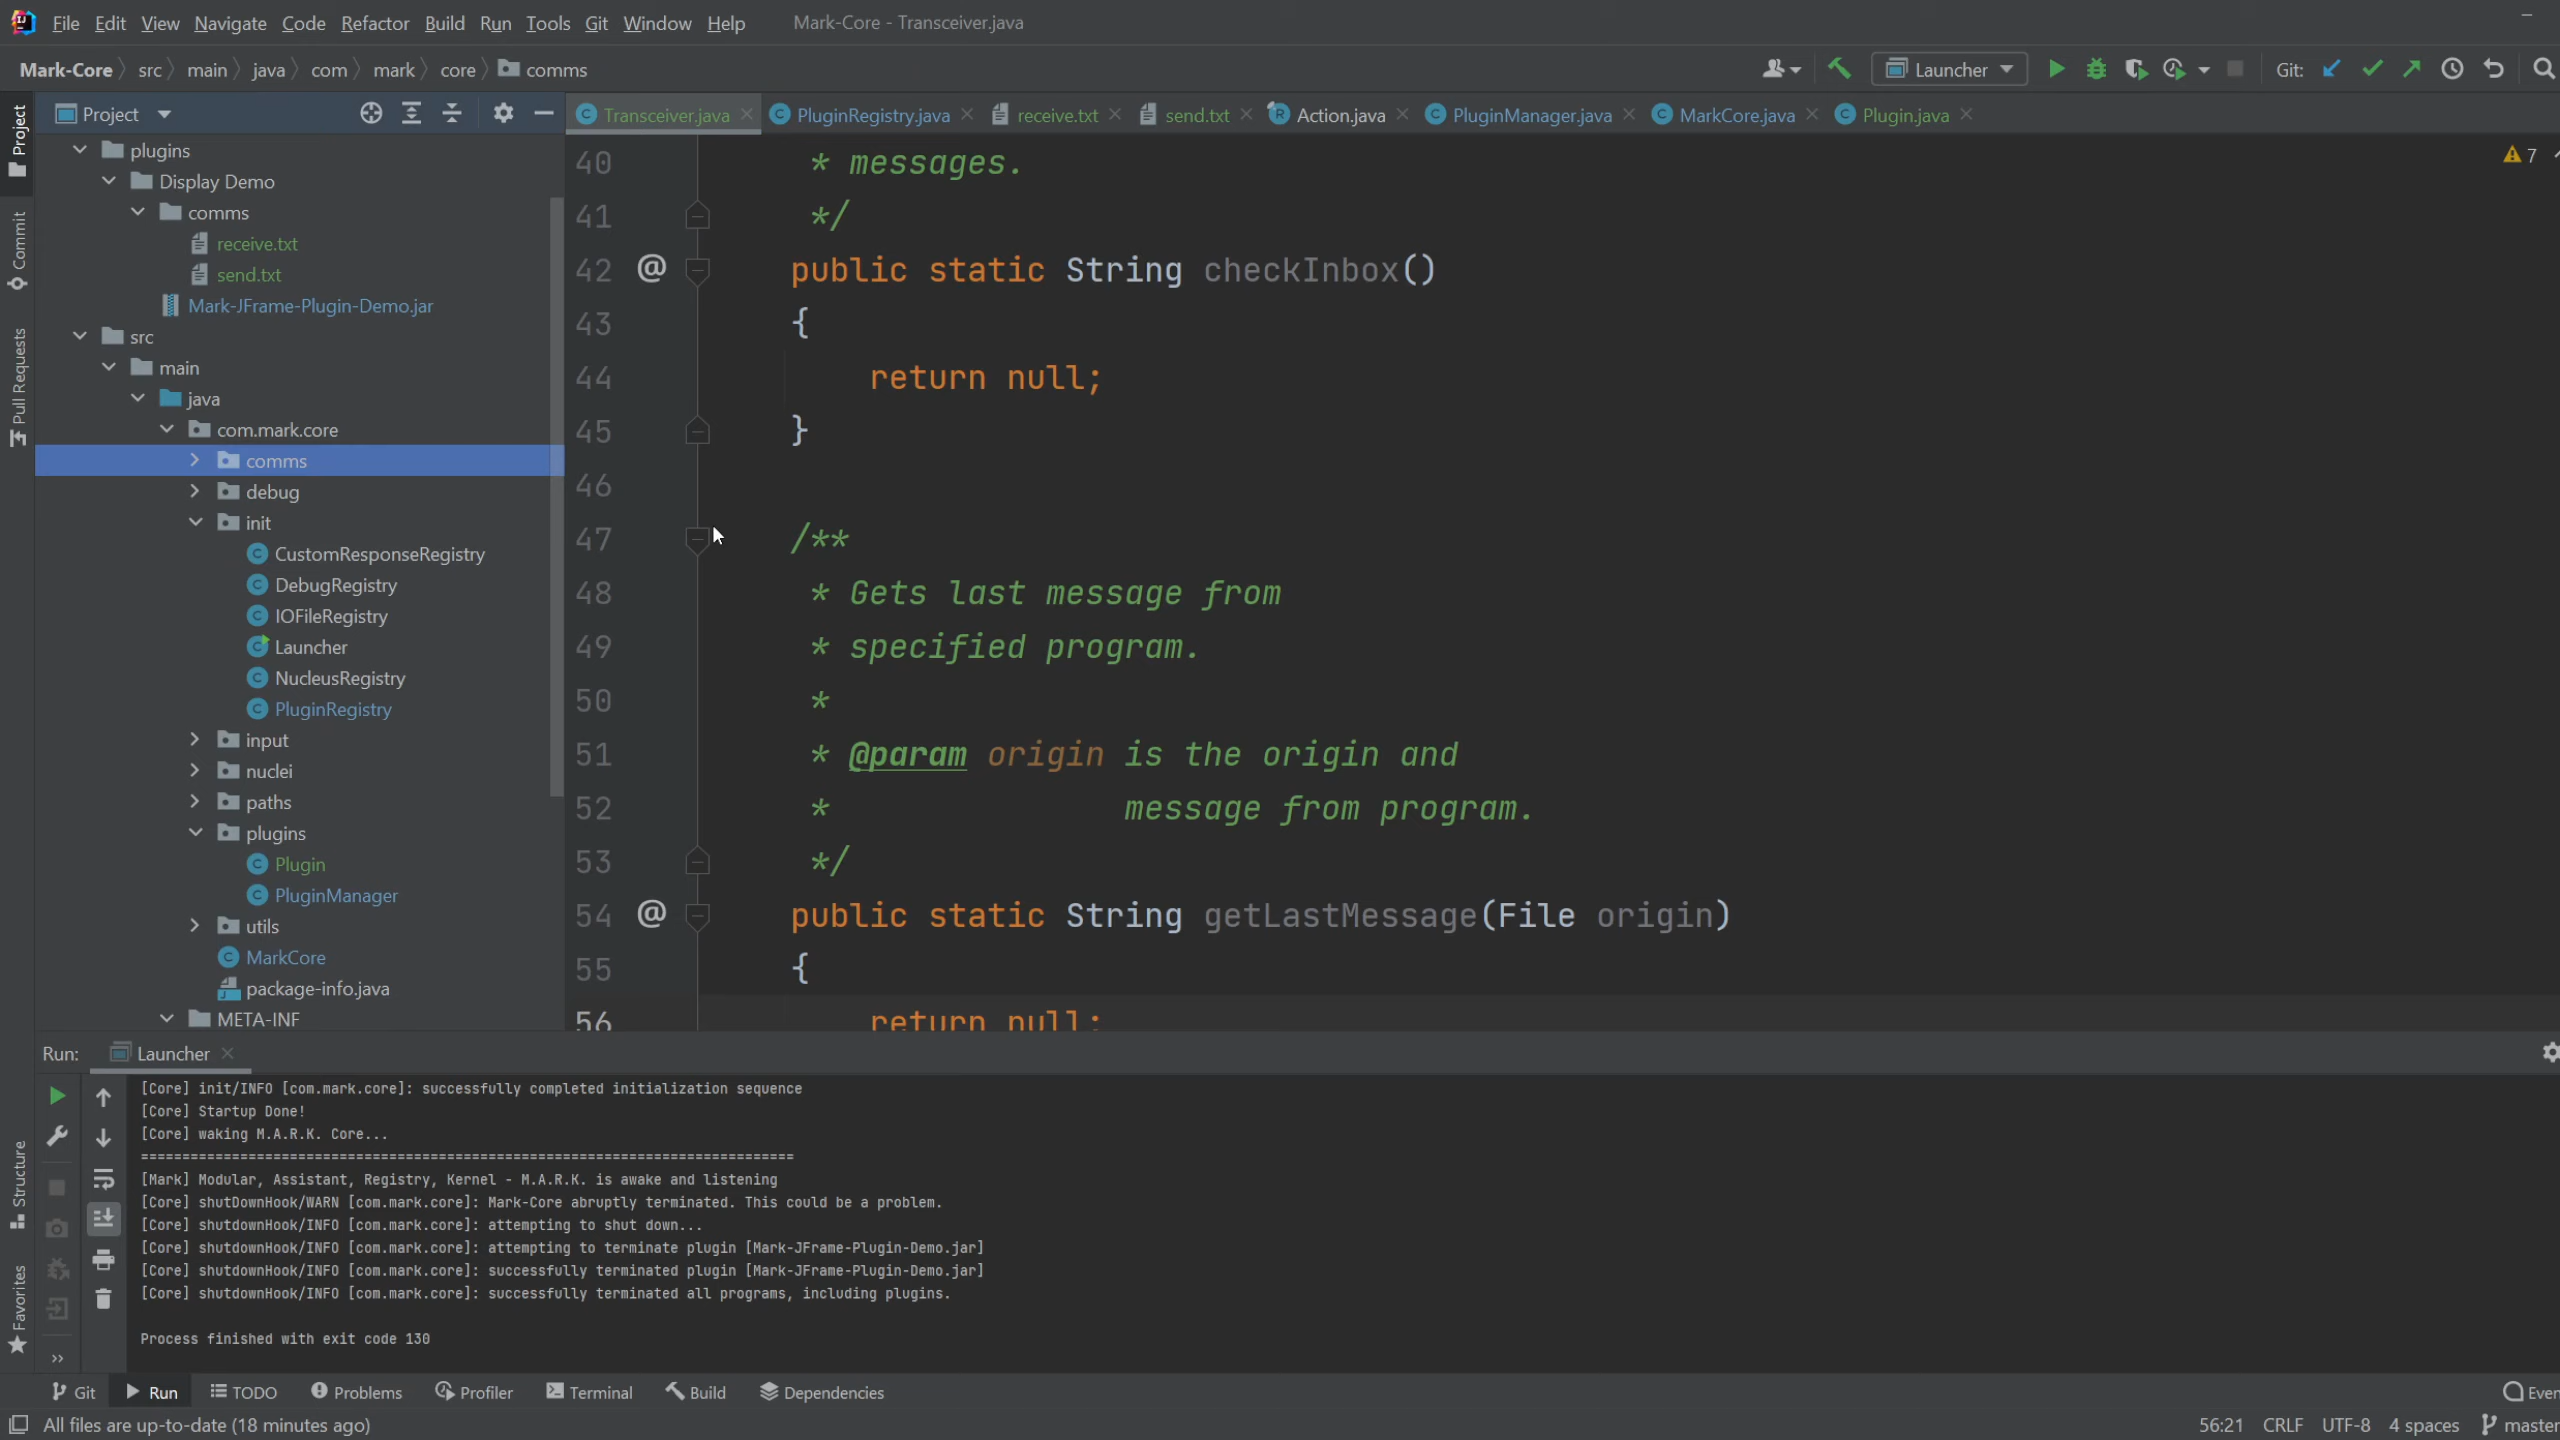 File Edit View Navigate Code Refactor Build Run Tools Git Window Help Mark-Core - Transceiver.java
Mark-Core src main java com mark core comms Launcher Git:
Project
Transceiver.java PluginRegistry.java receive.txt send.txt Action.java PluginManager.java MarkCore.java Plugin.java
Project
Commit
Pull Requests
Structure
Favorites
plugins
Display Demo
comms
receive.txt
send.txt
Mark-JFrame-Plugin-Demo.jar
src
main
java
com.mark.core
comms
debug
init
CustomResponseRegistry
DebugRegistry
IOFileRegistry
Launcher
NucleusRegistry
PluginRegistry
input
nuclei
paths
plugins
Plugin
PluginManager
utils
MarkCore
package-info.java
META-INF
7
40 * messages.
41 */
42 @ public static String checkInbox()
43 {
44 return null;
45 }
46
47 /**
48 * Gets last message from
49 * specified program.
50 *
51 * @param origin is the origin and
52 * message from program.
53 */
54 @ public static String getLastMessage(File origin)
55 {
56 return null;
Run: Launcher
[Core] init/INFO [com.mark.core]: successfully completed initialization sequence
[Core] Startup Done!
[Core] waking M.A.R.K. Core...
===============================================================================
[Mark] Modular, Assistant, Registry, Kernel - M.A.R.K. is awake and listening
[Core] shutDownHook/WARN [com.mark.core]: Mark-Core abruptly terminated. This could be a problem.
[Core] shutdownHook/INFO [com.mark.core]: attempting to shut down...
[Core] shutdownHook/INFO [com.mark.core]: attempting to terminate plugin [Mark-JFrame-Plugin-Demo.jar]
[Core] shutdownHook/INFO [com.mark.core]: successfully terminated plugin [Mark-JFrame-Plugin-Demo.jar]
[Core] shutdownHook/INFO [com.mark.core]: successfully terminated all programs, including plugins.
Process finished with exit code 130
Git Run TODO Problems Profiler Terminal Build Dependencies Even
All files are up-to-date (18 minutes ago) 56:21 CRLF UTF-8 4 spaces master